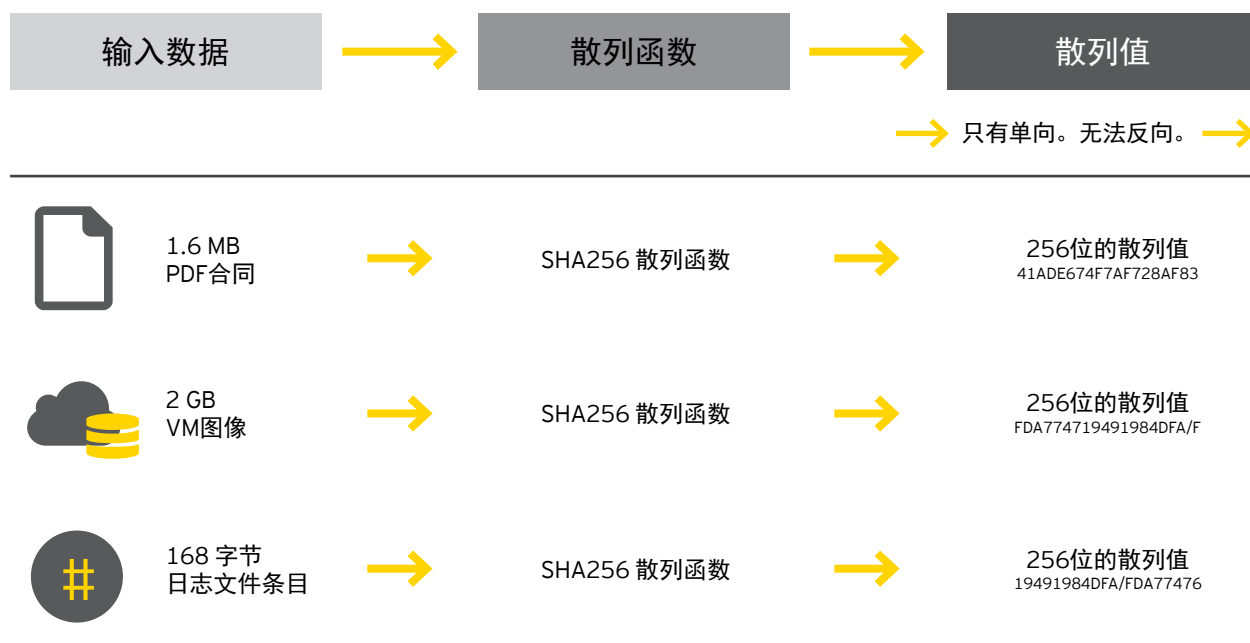 输入数据
散列函数
散列值
只有单向。无法反向。
1.6 MB
PDF合同
SHA256 散列函数
256位的散列值
41ADE674F7AF728AF83
2 GB
VM图像
SHA256 散列函数
256位的散列值
FDA774719491984DFA/F
#
168 字节
日志文件条目
SHA256 散列函数
256位的散列值
19491984DFA/FDA77476